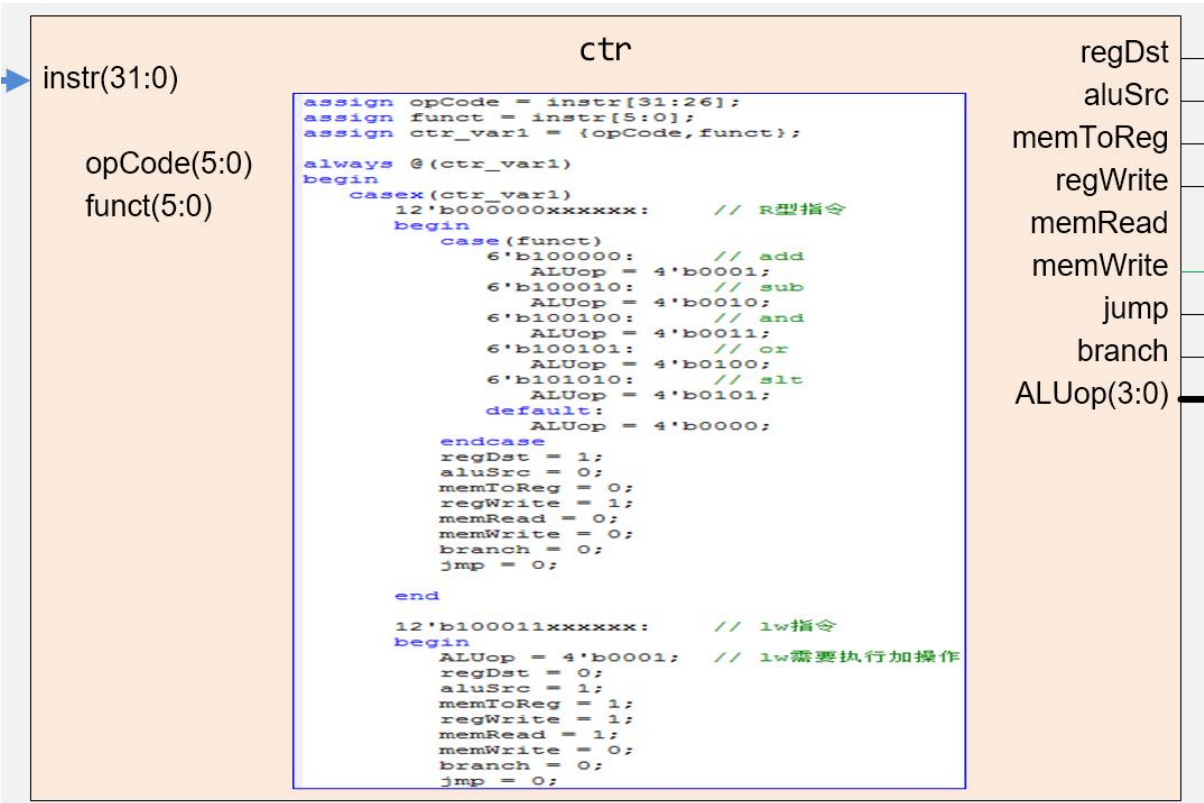 ctr
instr(31:0)
opCode(5:0)
funct(5:0)
assign opCode = instr[31:26];
assign funct = instr[5:0];
assign ctr_var1 = {opCode,funct};
always @(ctr_var1)
begin
casex(ctr_var1)
12'b000000xxxxxx: // R型指令
begin
case(funct)
6'b100000: // add
ALUop = 4'b0001;
6'b100010: // sub
ALUop = 4'b0010;
6'b100100: // and
ALUop = 4'b0011;
6'b100101: // or
ALUop = 4'b0100;
6'b101010: // slt
ALUop = 4'b0101;
default:
ALUop = 4'b0000;
endcase
regDst = 1;
aluSrc = 0;
memToReg = 0;
regWrite = 1;
memRead = 0;
memWrite = 0;
branch = 0;
jmp = 0;
end
12'b100011xxxxxx: // lw指令
begin
ALUop = 4'b0001; // lw需要执行加操作
regDst = 0;
aluSrc = 1;
memToReg = 1;
regWrite = 1;
memRead = 1;
memWrite = 0;
branch = 0;
jmp = 0;
regDst
aluSrc
memToReg
regWrite
memRead
memWrite
jump
branch
ALUop(3:0)